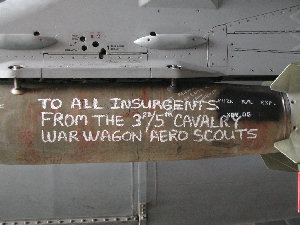 TO ALL INSURGENTS
FROM THE 3RD/5TH CAVALRY
WAR WAGON AERO SCOUTS